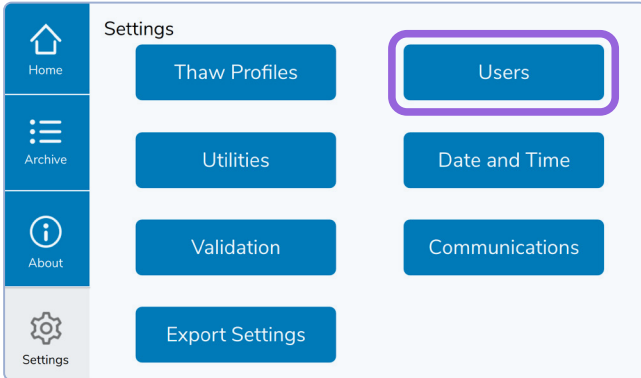 Settings
Home
Thaw Profiles
Users
Archive
Utilities
Date and Time
About
Validation
Communications
Settings
Export Settings